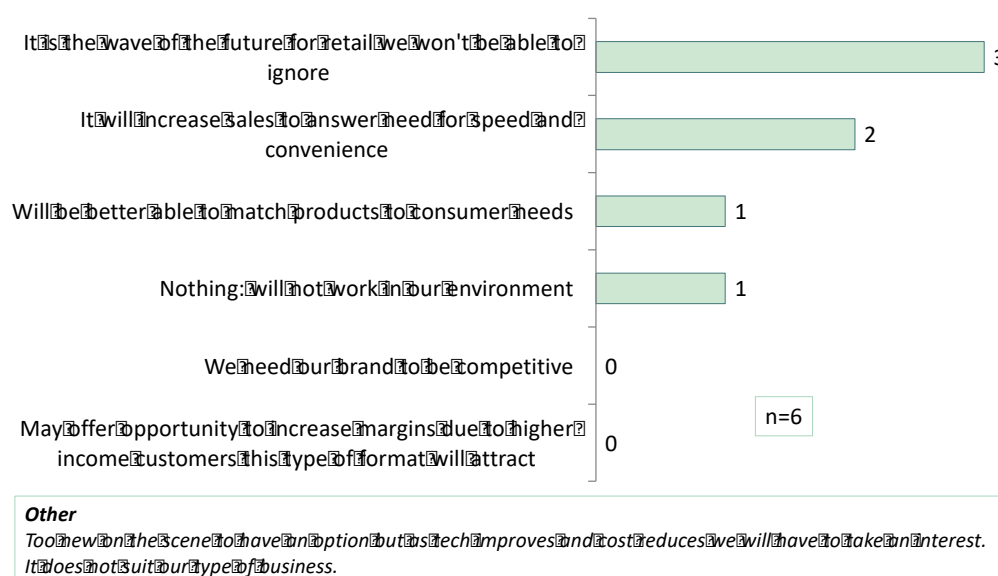 It is the wave of the future for retail we won't be able to
ignore
3
It will increase sales to answer need for speed and
convenience
2
Will be better able to match products to consumer needs
1
Nothing: will not work in our environment
1
We need our brand to be competitive
0
May offer opportunity to increase margins due to higher
income customers this type of format will attract
0
n=6
Other
Too new on the scene to have an option but as tech improves and cost reduces we will have to take an interest.
It does not suit our type of business.